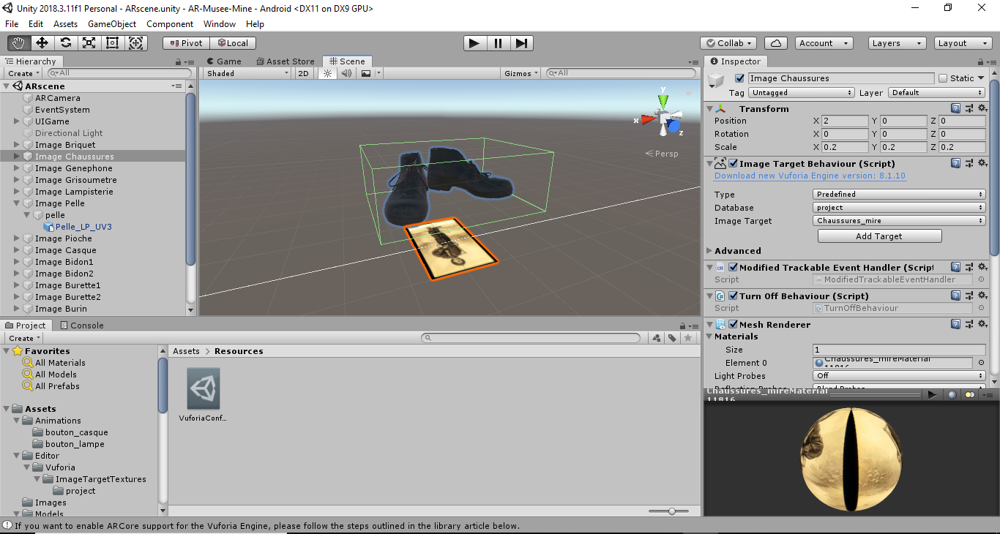 Unity 2018.3.11f1 Personal - ARscene.unity - AR-Musee-Mine - Android <DX11 on DX9 GPU>
File Edit Assets GameObject Component Window Help
Pivot Local Collab Account Layers Layout
Hierarchy
Create All
ARscene
ARCamera
EventSystem
UIGame
Directional Light
Image Briquet
Image Chaussures
Image Genephone
Image Grisoumetre
Image Lampisterie
Image Pelle
pelle
Pelle_LP_UV3
Image Pioche
Image Casque
Image Bidon1
Image Bidon2
Image Burette1
Image Burette2
Image Burin
Game Asset Store Scene
Shaded 2D Gizmos All
y
x
z
Persp
Inspector
Image Chaussures Static
Tag Untagged Layer Default
Transform
Position X 2 Y 0 Z 0
Rotation X 0 Y 0 Z 0
Scale X 0.2 Y 0.2 Z 0.2
Image Target Behaviour (Script)
Download new Vuforia Engine version: 8.1.10
Type Predefined
Database project
Image Target Chaussures_mire
Add Target
Advanced
Modified Trackable Event Handler (Script
Script ModifiedTrackableEventHandler
Turn Off Behaviour (Script)
Script TurnOffBehaviour
Mesh Renderer
Materials
Size 1
Element 0 Chaussures_mireMaterial
Light Probes Off
Reflection Probes Blend Probes
Chaussures_mireMaterial
11816
Project Console
Create
Favorites
All Materials
All Models
All Prefabs
Assets
Animations
bouton_casque
bouton_lampe
Editor
Vuforia
ImageTargetTextures
project
Images
Models
Assets > Resources
VuforiaConf...
If you want to enable ARCore support for the Vuforia Engine, please follow the steps outlined in the library article below.